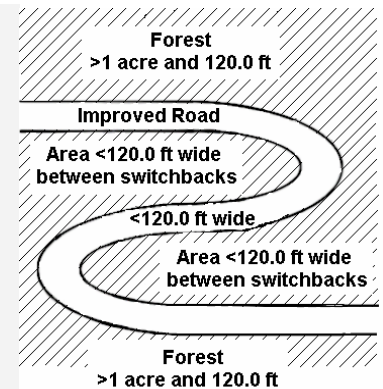 Forest
>1 acre and 120.0 ft
Improved Road
Area <120.0 ft wide
between switchbacks
<120.0 ft wide
Area <120.0 ft wide
between switchbacks
Forest
>1 acre and 120.0 ft